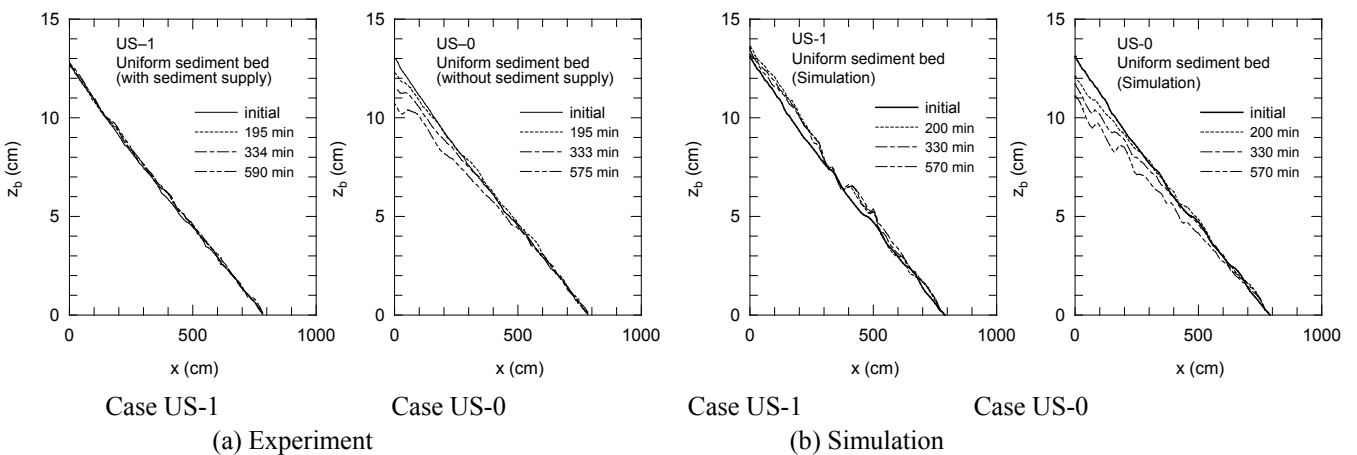 15
10
5
0
z_b (cm)
US–1
Uniform sediment bed
(with sediment supply)
initial
195 min
334 min
590 min
0
500
1000
x (cm)
15
10
5
0
z_b (cm)
US–0
Uniform sediment bed
(without sediment supply)
initial
195 min
333 min
575 min
0
500
1000
x (cm)
15
10
5
0
z_b (cm)
US-1
Uniform sediment bed
(Simulation)
initial
200 min
330 min
570 min
0
500
1000
x (cm)
15
10
5
0
z_b (cm)
US-0
Uniform sediment bed
(Simulation)
initial
200 min
330 min
570 min
0
500
1000
x (cm)
Case US-1
Case US-0
Case US-1
Case US-0
(a) Experiment
(b) Simulation